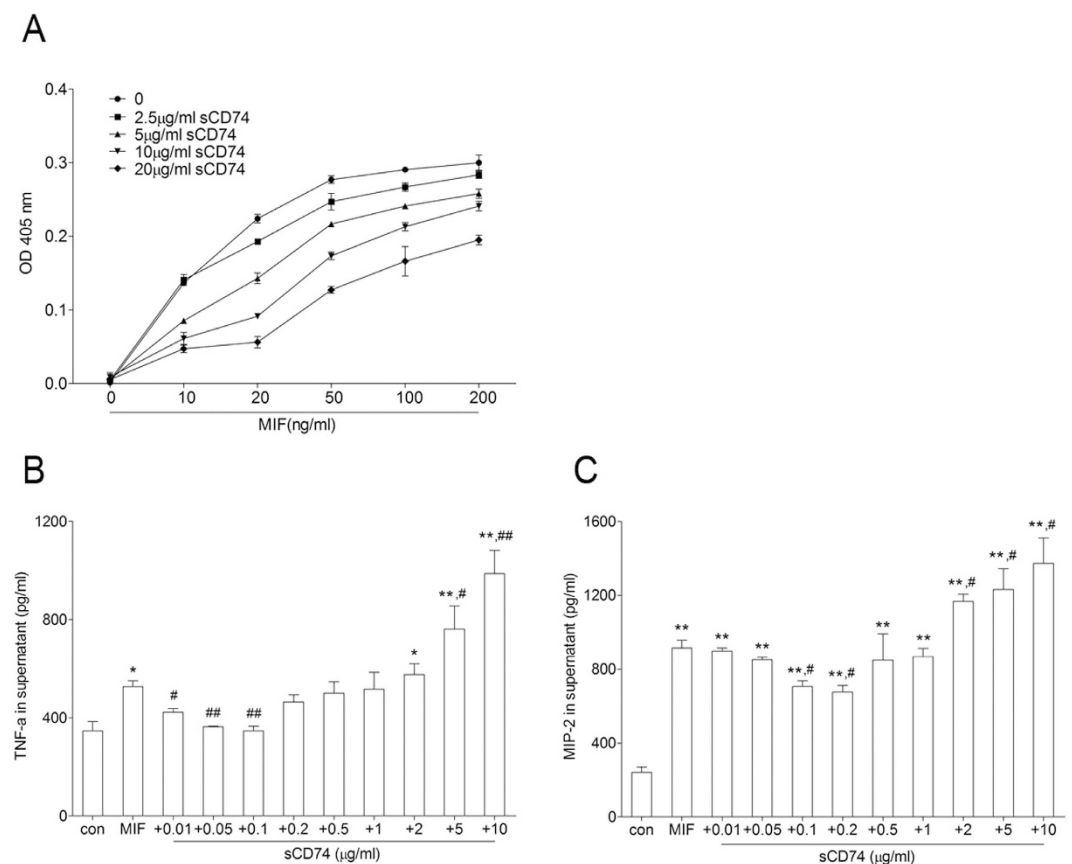 A
0.4
0.3
0.2
0.1
0.0
OD 405 nm
0
2.5μg/ml sCD74
5μg/ml sCD74
10μg/ml sCD74
20μg/ml sCD74
0 10 20 50 100 200
MIF(ng/ml)
B
1200
800
400
0
TNF-a in supernatant (pg/ml)
* # ## ## * **,# **,##
con MIF +0.01 +0.05 +0.1 +0.2 +0.5 +1 +2 +5 +10
sCD74 (μg/ml)
C
1600
1200
800
400
0
MIP-2 in supernatant (pg/ml)
** ** ** **,# **,# ** ** **,# **,# **,#
con MIF +0.01 +0.05 +0.1 +0.2 +0.5 +1 +2 +5 +10
sCD74 (μg/ml)